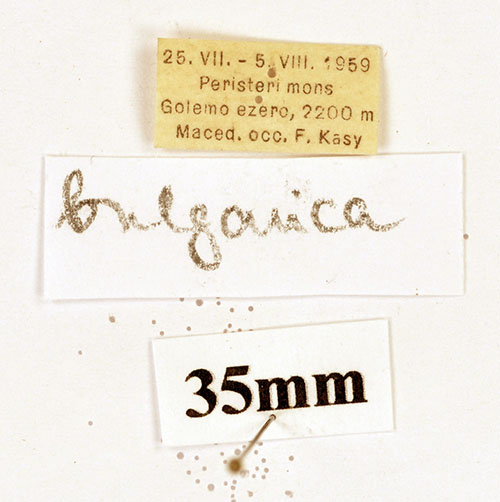 25. VII. - 5. VIII. 1959
Peristeri mons
Golemo ezero, 2200 m
Maced. occ. F. Kasy
bulgarica
35mm